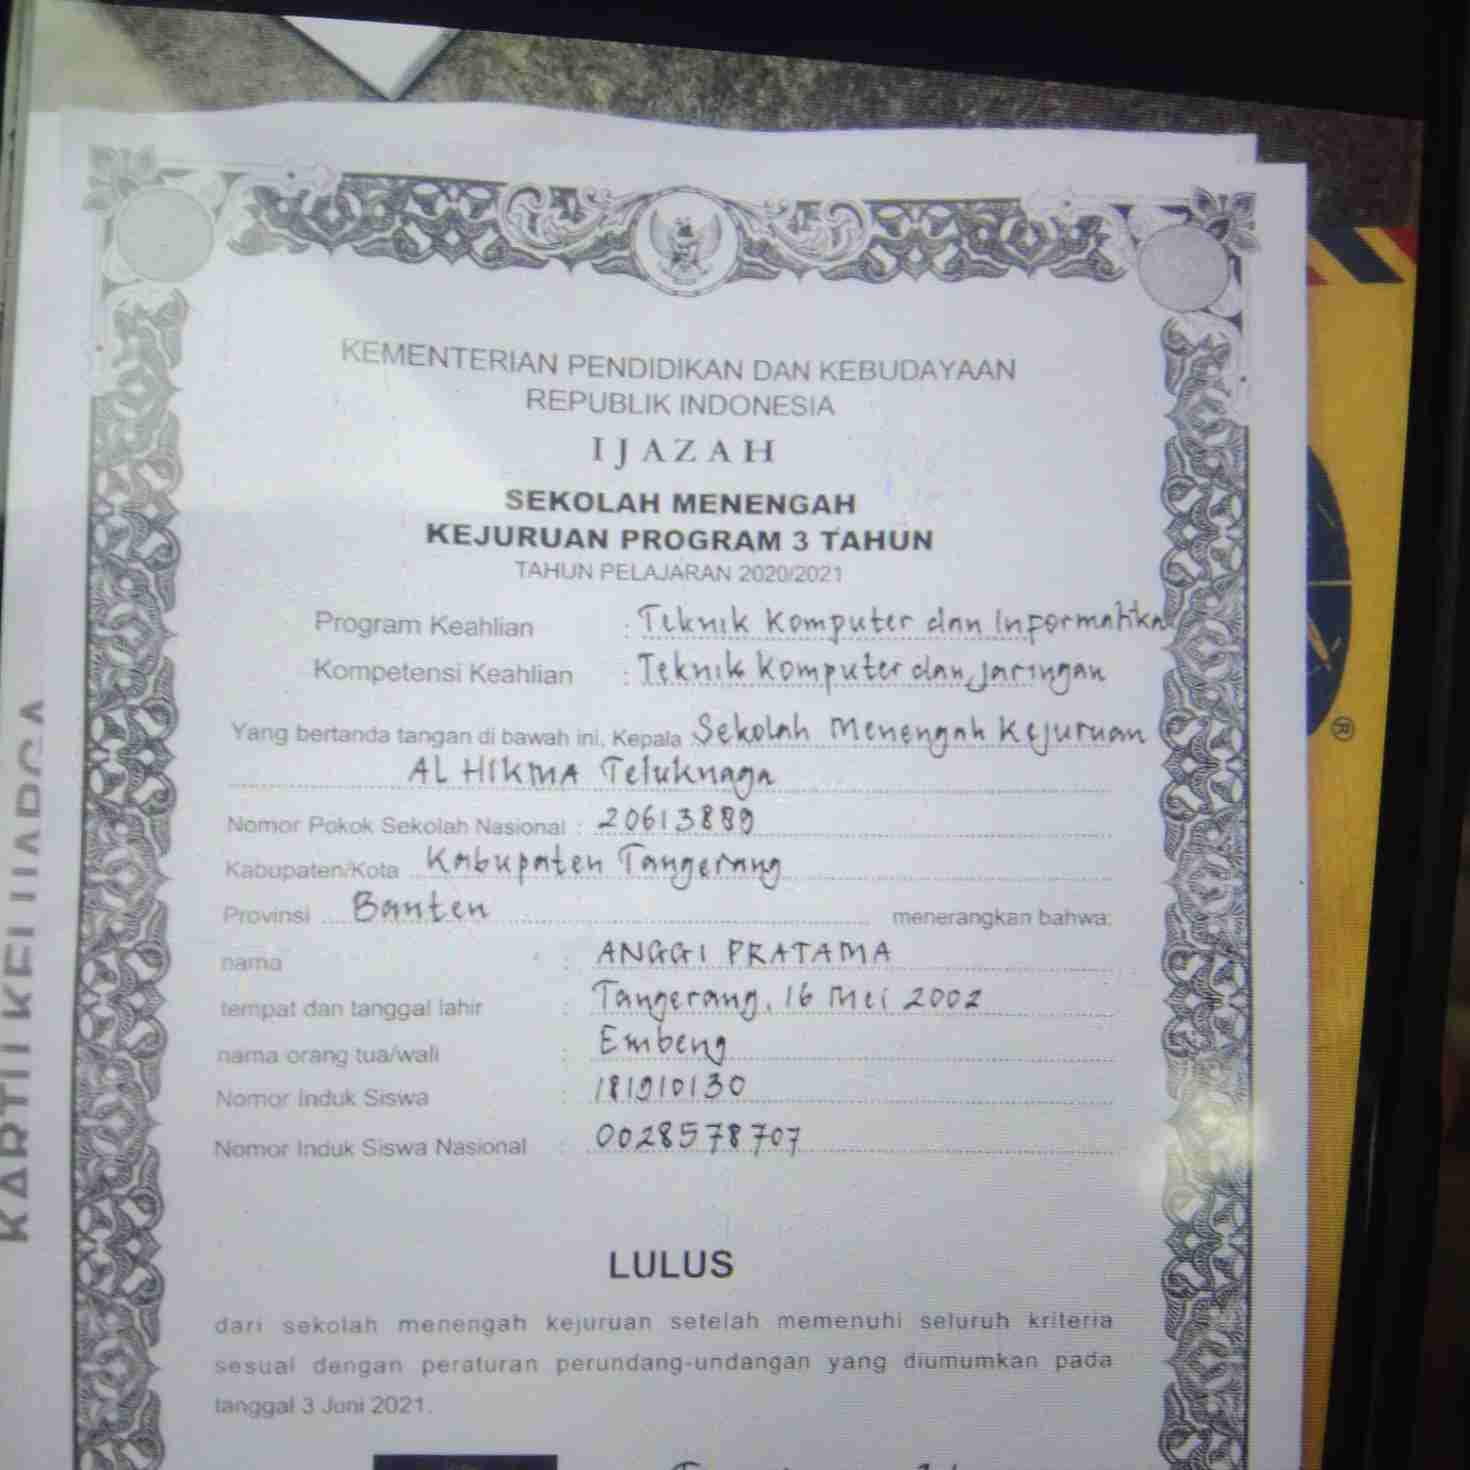 KEMENTERIAN PENDIDIKAN DAN KEBUDAYAAN
REPUBLIK INDONESIA
IJAZAH
SEKOLAH MENENGAH
KEJURUAN PROGRAM 3 TAHUN
TAHUN PELAJARAN 2020/2021
Program Keahlian : Teknik Komputer dan Informatika
Kompetensi Keahlian : Teknik Komputer dan Jaringan
Yang bertanda tangan di bawah ini, Kepala Sekolah Menengah Kejuruan
AL HIKMA Teluknaga
Nomor Pokok Sekolah Nasional : 20613889
Kabupaten/Kota Kabupaten Tangerang
Provinsi Banten menerangkan bahwa:
nama : ANGGI PRATAMA
tempat dan tanggal lahir : Tangerang, 16 Mei 2002
nama orang tua/wali : Embeng
Nomor Induk Siswa : 181910130
Nomor Induk Siswa Nasional : 0028578707
LULUS
dari sekolah menengah kejuruan setelah memenuhi seluruh kriteria
sesuai dengan peraturan perundang-undangan yang diumumkan pada
tanggal 3 Juni 2021.
KARTU KELUARGA
®